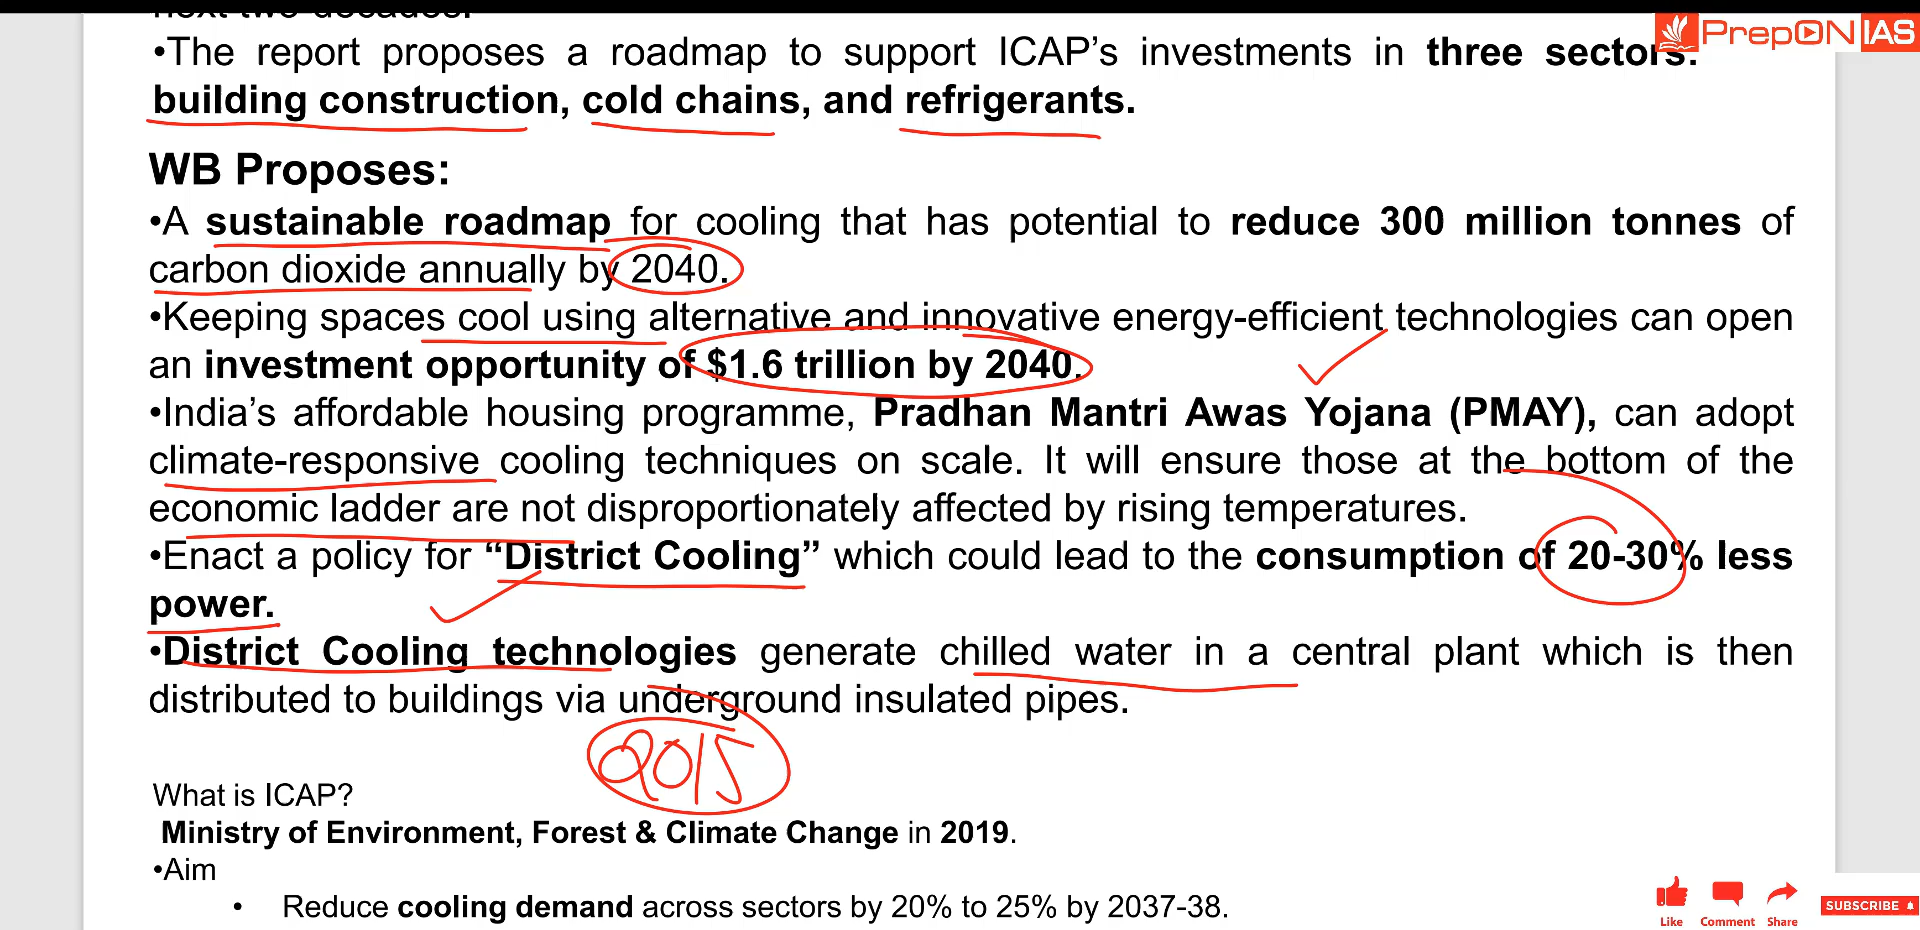 next two decades.
PrepON IAS
•The report proposes a roadmap to support ICAP’s investments in three sectors:
building construction, cold chains, and refrigerants.
WB Proposes:
•A sustainable roadmap for cooling that has potential to reduce 300 million tonnes of
carbon dioxide annually by 2040.
•Keeping spaces cool using alternative and innovative energy-efficient technologies can open
an investment opportunity of $1.6 trillion by 2040.
•India’s affordable housing programme, Pradhan Mantri Awas Yojana (PMAY), can adopt
climate-responsive cooling techniques on scale. It will ensure those at the bottom of the
economic ladder are not disproportionately affected by rising temperatures.
•Enact a policy for “District Cooling” which could lead to the consumption of 20-30% less
power.
•District Cooling technologies generate chilled water in a central plant which is then
distributed to buildings via underground insulated pipes.
2015
What is ICAP?
Ministry of Environment, Forest & Climate Change in 2019.
•Aim
• Reduce cooling demand across sectors by 20% to 25% by 2037-38.
Like Comment Share SUBSCRIBE